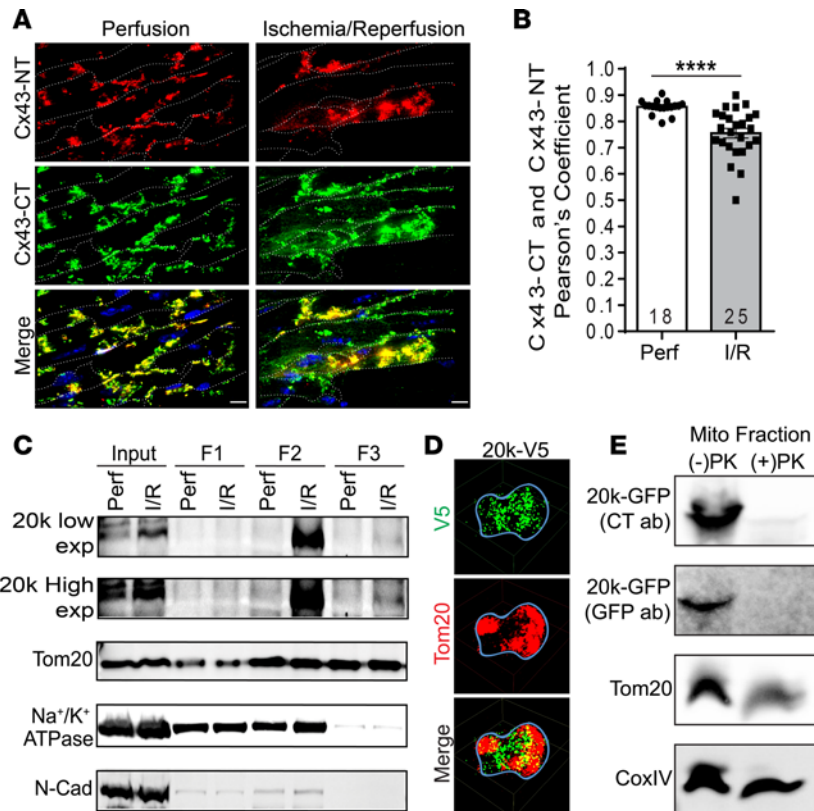 A
Perfusion
Ischemia/Reperfusion
Cx43-NT
Cx43-CT
Merge
B
****
Cx43-CT and Cx43-NT
Pearson's Coefficient
1.0
0.9
0.8
0.7
0.6
0.5
0.4
0.3
0.2
0.1
0.0
18
25
Perf
I/R
C
Input
F1
F2
F3
Perf
I/R
Perf
I/R
Perf
I/R
Perf
I/R
20k low
exp
20k High
exp
Tom20
Na⁺/K⁺
ATPase
N-Cad
D
20k-V5
V5
Tom20
Merge
E
Mito Fraction
(-)PK (+)PK
20k-GFP
(CT ab)
20k-GFP
(GFP ab)
Tom20
CoxIV